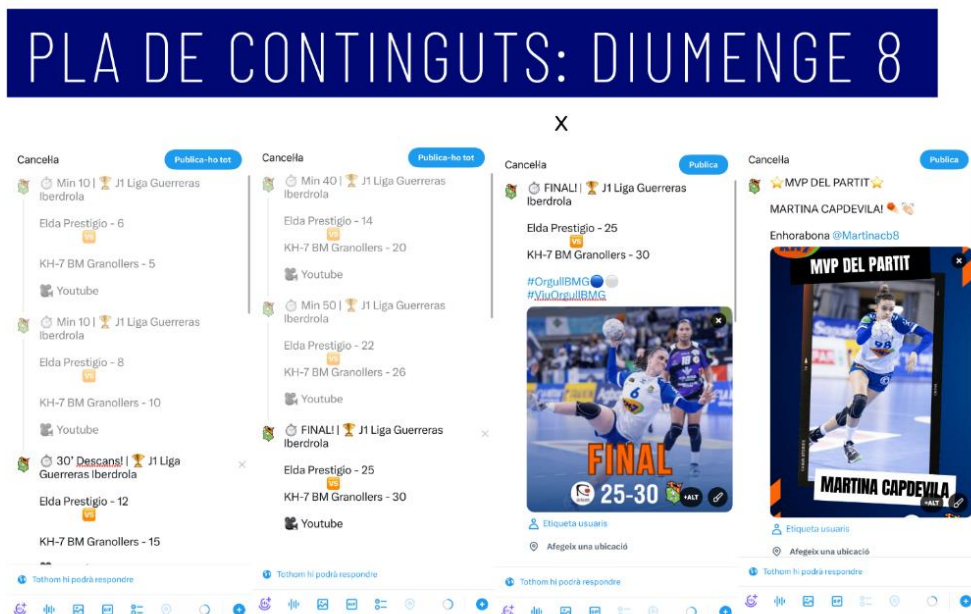 PLA DE CONTINGUTS: DIUMENGE 8
X
Cancel·la
Publica-ho tot
Min 10 | 🏆 J1 Liga Guerreras
Iberdrola
Elda Prestigio - 6
VS
KH-7 BM Granollers - 5
Youtube
Min 10 | 🏆 J1 Liga Guerreras
Iberdrola
Elda Prestigio - 8
VS
KH-7 BM Granollers - 10
Youtube
30' Descans! | 🏆 J1 Liga
Guerreras Iberdrola
Elda Prestigio - 12
VS
KH-7 BM Granollers - 15
Tothom hi podrà respondre
Cancel·la
Publica-ho tot
Min 40 | 🏆 J1 Liga Guerreras
Iberdrola
Elda Prestigio - 14
VS
KH-7 BM Granollers - 20
Youtube
Min 50 | 🏆 J1 Liga Guerreras
Iberdrola
Elda Prestigio - 22
VS
KH-7 BM Granollers - 26
Youtube
FINAL! | 🏆 J1 Liga Guerreras
Iberdrola
Elda Prestigio - 25
VS
KH-7 BM Granollers - 30
Youtube
Tothom hi podrà respondre
Cancel·la
Publica
FINAL! | 🏆 J1 Liga Guerreras
Iberdrola
Elda Prestigio - 25
VS
KH-7 BM Granollers - 30
#OrgullBMG🔵⚪
#ViuOrgullBMG
6
18
FINAL
25-30
+ALT
Etiqueta usuaris
Afegeix una ubicació
Tothom hi podrà respondre
Cancel·la
Publica
⭐MVP DEL PARTIT⭐
MARTINA CAPDEVILA!
Enhorabona @Martinacb8
MVP DEL PARTIT
98
MARTINA CAPDEVILA
+ALT
Etiqueta usuaris
Afegeix una ubicació
Tothom hi podrà respondre